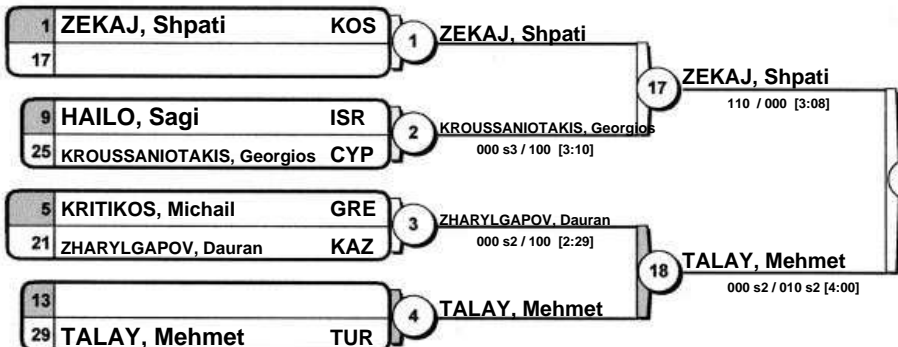 1 ZEKAJ, Shpati KOS
17
1 ZEKAJ, Shpati
9 HAILO, Sagi ISR
25 KROUSSANIOTAKIS, Georgios CYP
2 KROUSSANIOTAKIS, Georgios
000 s3 / 100 [3:10]
17 ZEKAJ, Shpati
110 / 000 [3:08]
5 KRITIKOS, Michail GRE
21 ZHARYLGAPOV, Dauran KAZ
3 ZHARYLGAPOV, Dauran
000 s2 / 100 [2:29]
13
29 TALAY, Mehmet TUR
4 TALAY, Mehmet
18 TALAY, Mehmet
000 s2 / 010 s2 [4:00]